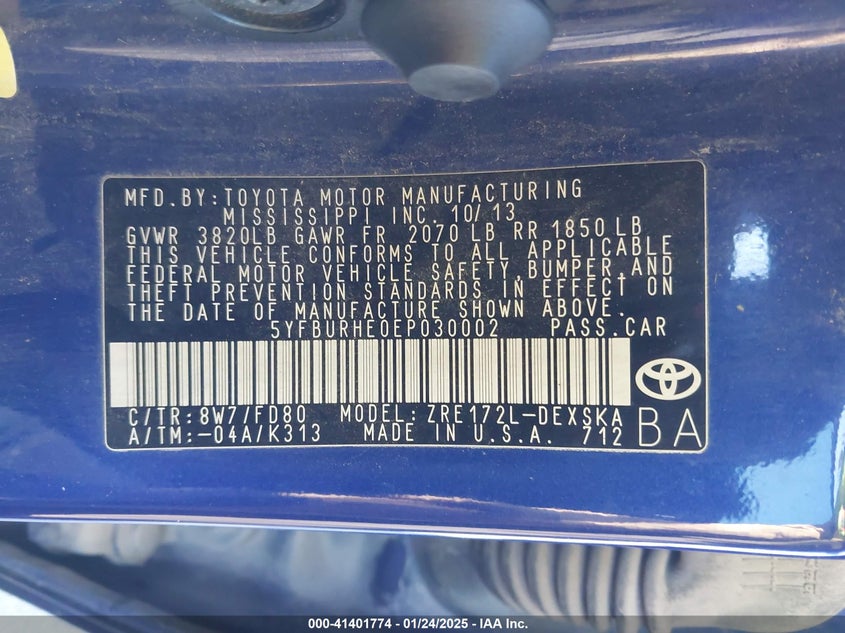 MFD.BY:TOYOTA MOTOR MANUFACTURING
MISSISSIPPI INC. 10/13
GVWR 3820LB GAWR FR 2070 LB RR 1850 LB
THIS VEHICLE CONFORMS TO ALL APPLICABLE
FEDERAL MOTOR VEHICLE SAFETY,BUMPER,AND
THEFT PREVENTION STANDARDS IN EFFECT ON
THE DATE OF MANUFACTURE SHOWN ABOVE.
5YFBURHE0EP030002 PASS.CAR
C/TR:8W7/FD80 MODEL:ZRE172L-DEXSKA
A/TM:-04A/K313 MADE IN U.S.A. 712 BA
000-41401774 - 01/24/2025 - IAA Inc.